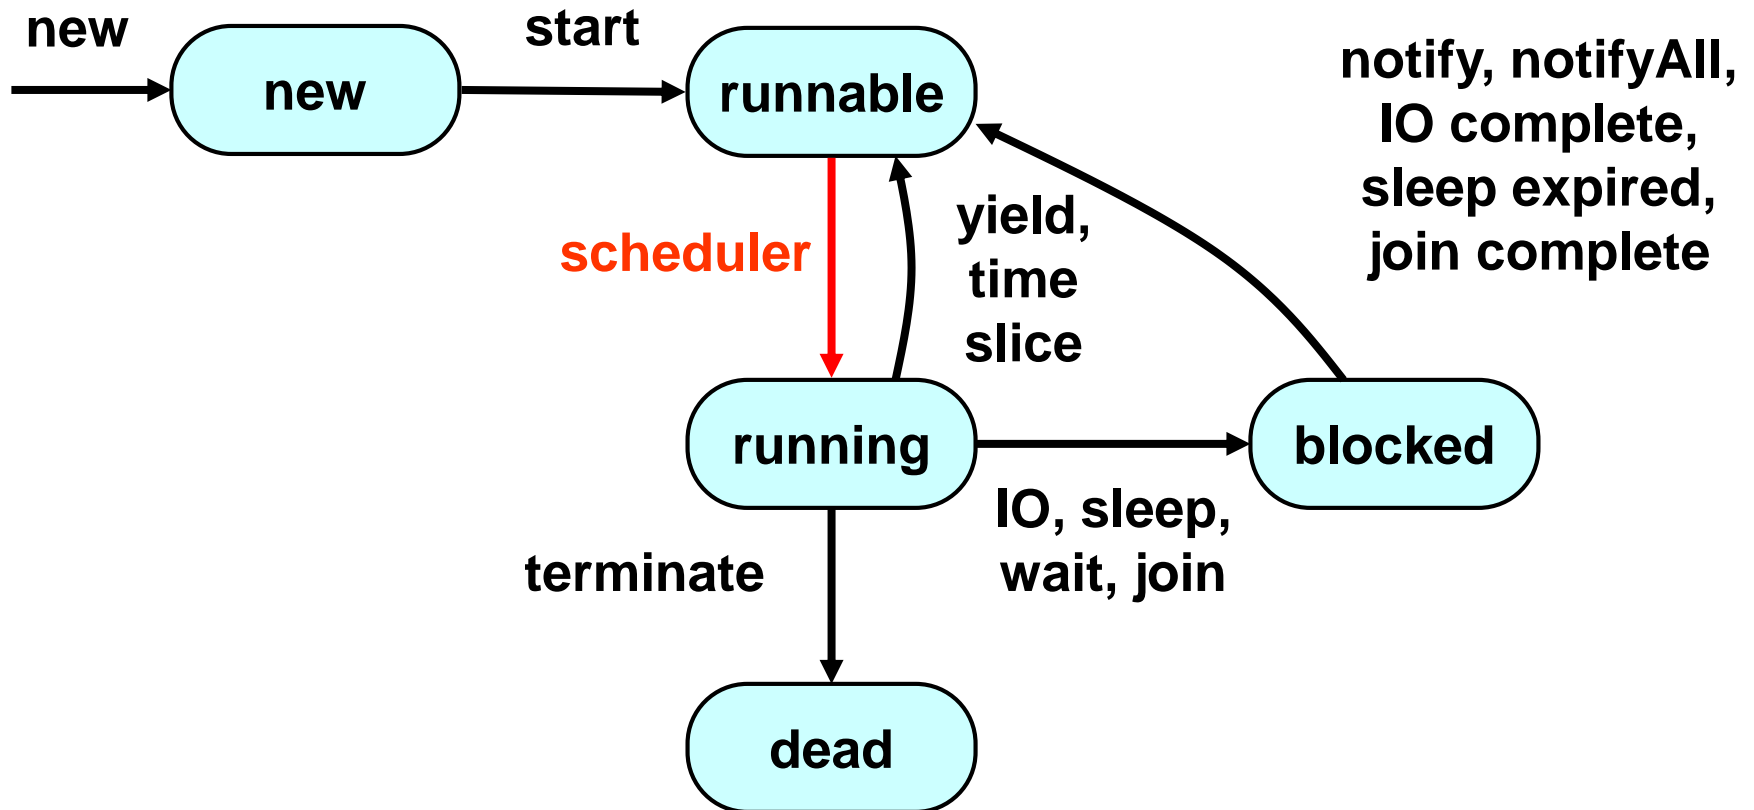 new
start
new
runnable
notify, notifyAll,
IO complete,
sleep expired,
join complete
scheduler
yield,
time
slice
running
blocked
IO, sleep,
wait, join
terminate
dead